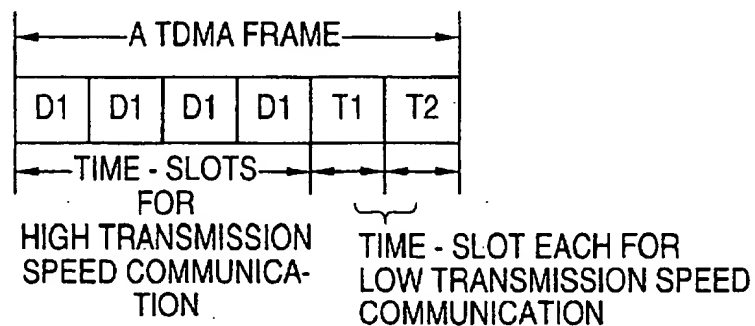 A TDMA FRAME
D1 D1 D1 D1 T1 T2
TIME - SLOTS
FOR
HIGH TRANSMISSION
SPEED COMMUNICA-
TION
TIME - SLOT EACH FOR
LOW TRANSMISSION SPEED
COMMUNICATION